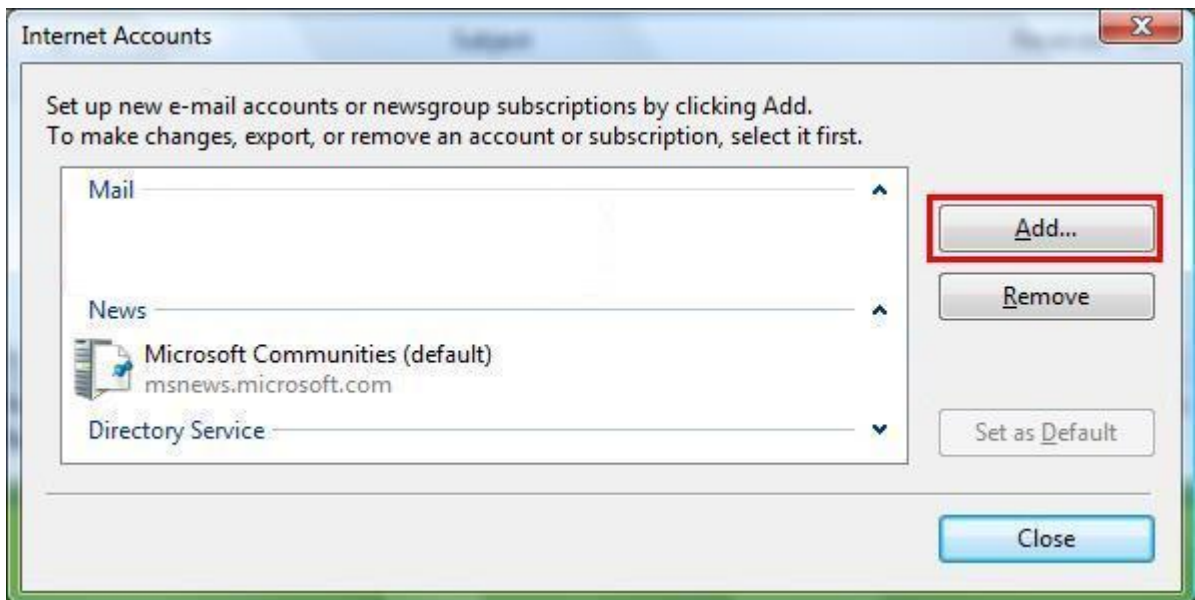 Internet Accounts
Set up new e-mail accounts or newsgroup subscriptions by clicking Add.
To make changes, export, or remove an account or subscription, select it first.
Mail
Add...
Remove
News
Microsoft Communities (default)
msnews.microsoft.com
Directory Service
Set as Default
Close